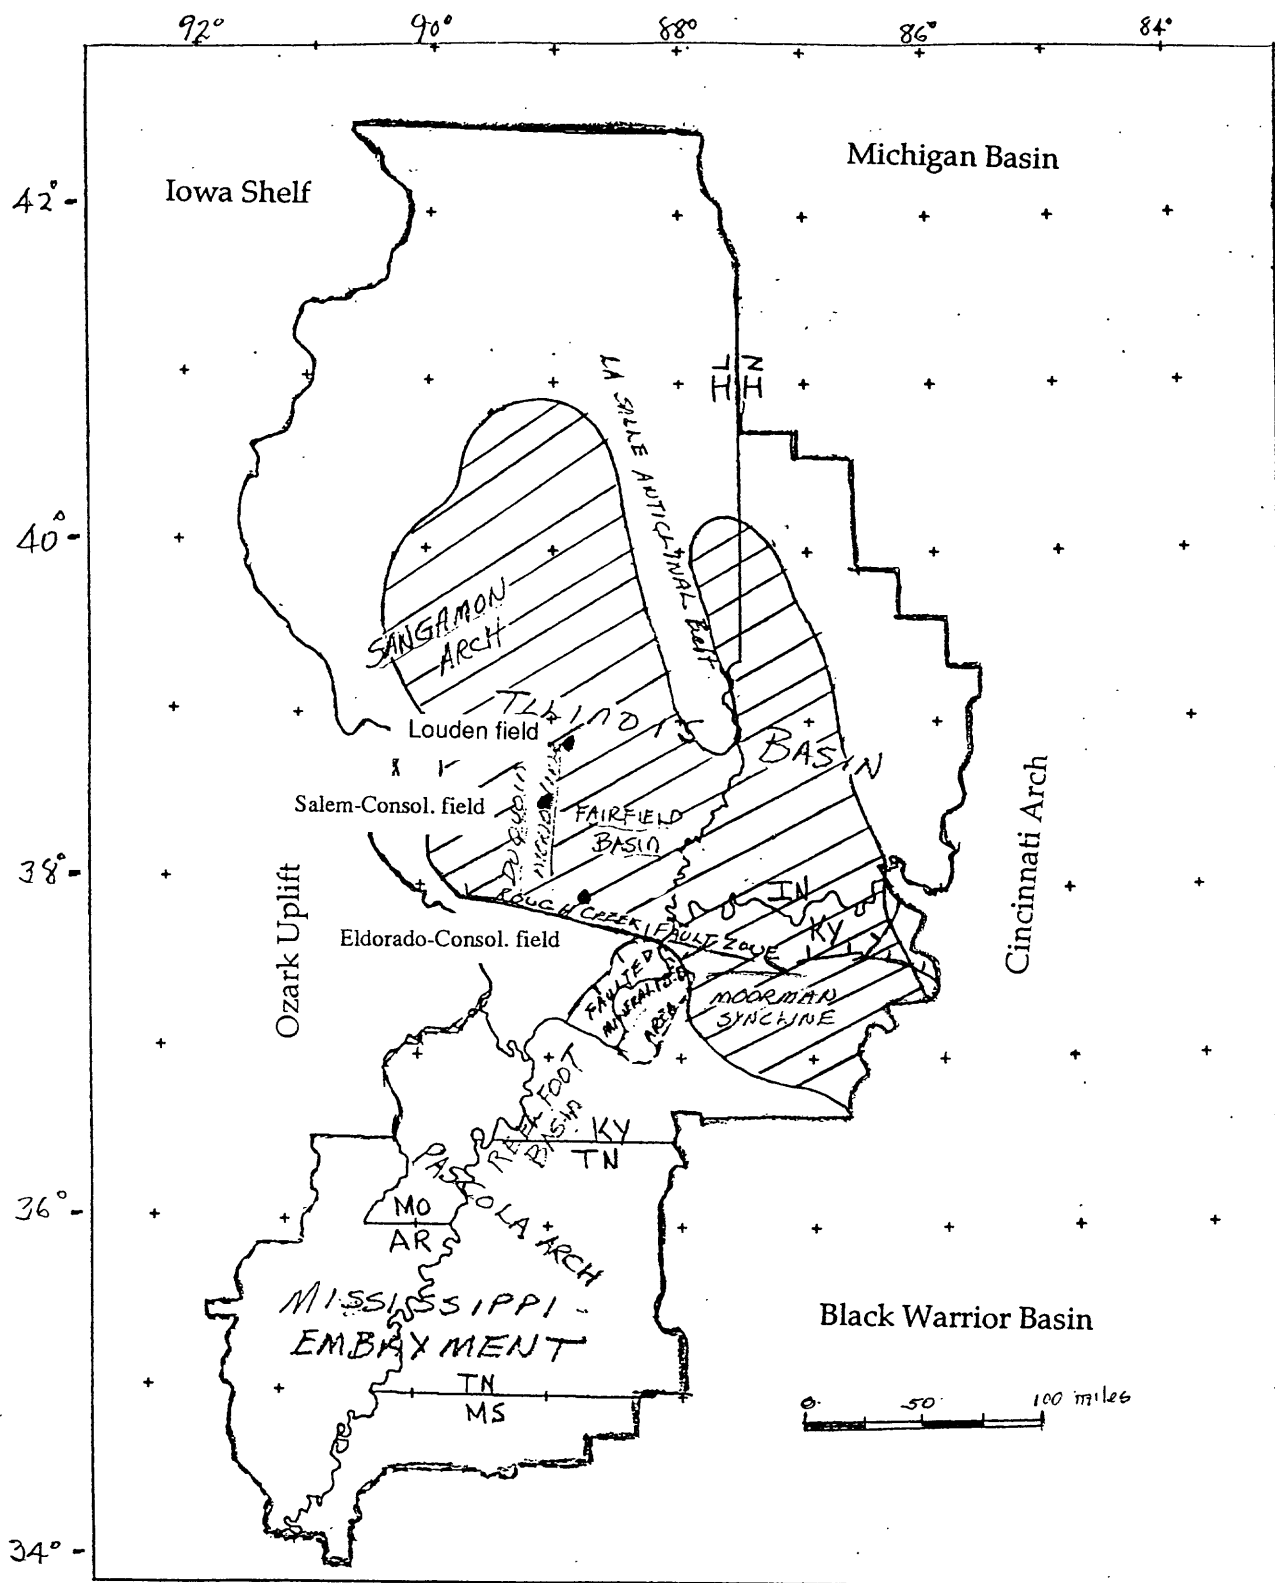 92° 90° 88° 86° 84°
Michigan Basin
Iowa Shelf
42°
IL
IN
LA SALLE ANTICLINAL Belt
40°
SANGAMON
ARCH
ILLINOIS
BASIN
Louden field
Salem-Consol. field
DUQUOIN
FAIRFIELD
BASIN
Cincinnati Arch
38°
Ozark Uplift
IN
KY
ROUGH CREEK FAULT ZONE
Eldorado-Consol. field
FAULTED
MINERALIZED
AREA
MOORMAN
SYNCLINE
REELFOOT
BASIN
KY
TN
PASCOLA ARCH
36°
MO
AR
MISSISSIPPI
EMBAYMENT
Black Warrior Basin
TN
MS
0 50 100 miles
34°